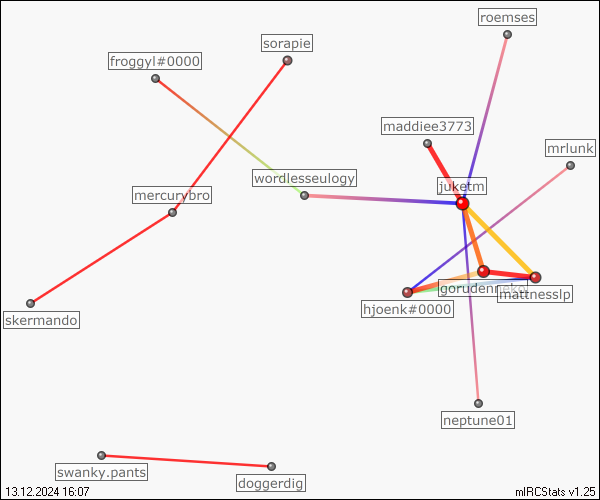 roemses
sorapie
froggyl#0000
maddiee3773
mrlunk
wordlesseulogy
juketm
mercurybro
gorudenneko
mattnesslp
hjoenk#0000
skermando
neptune01
swanky.pants
doggerdig
13.12.2024 16:07
mIRCStats v1.25